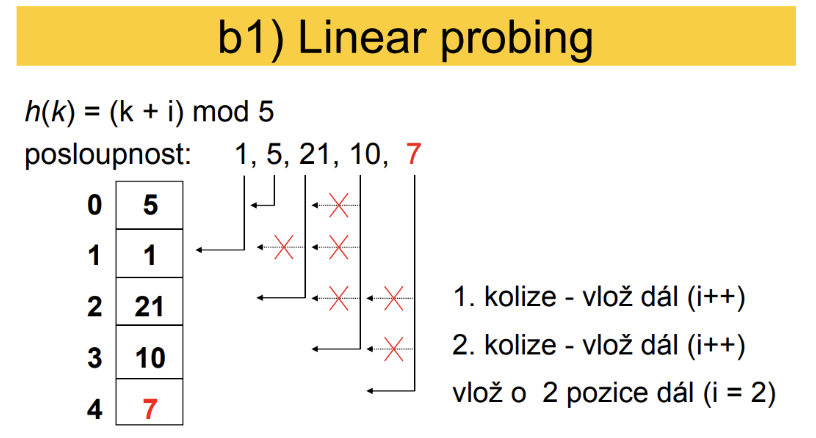 b1) Linear probing
h(k) = (k + i) mod 5
posloupnost: 1, 5, 21, 10, 7
0 5
1 1
2 21
3 10
4 7
1. kolize - vlož dál (i++)
2. kolize - vlož dál (i++)
vlož o 2 pozice dál (i = 2)